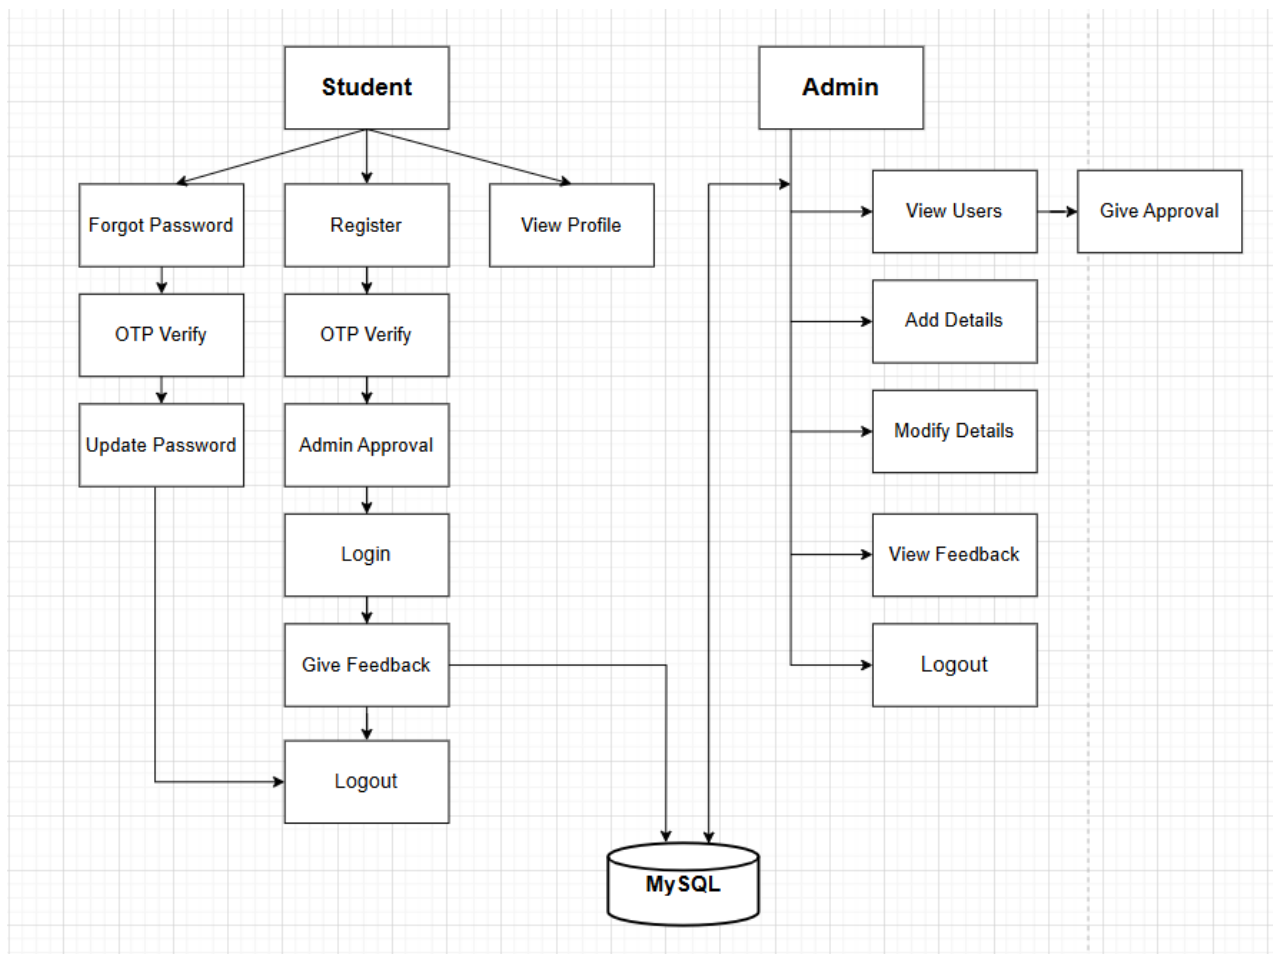 Student
Admin
Forgot Password
Register
View Profile
View Users
Give Approval
OTP Verify
OTP Verify
Add Details
Update Password
Admin Approval
Modify Details
Login
View Feedback
Give Feedback
Logout
Logout
MySQL